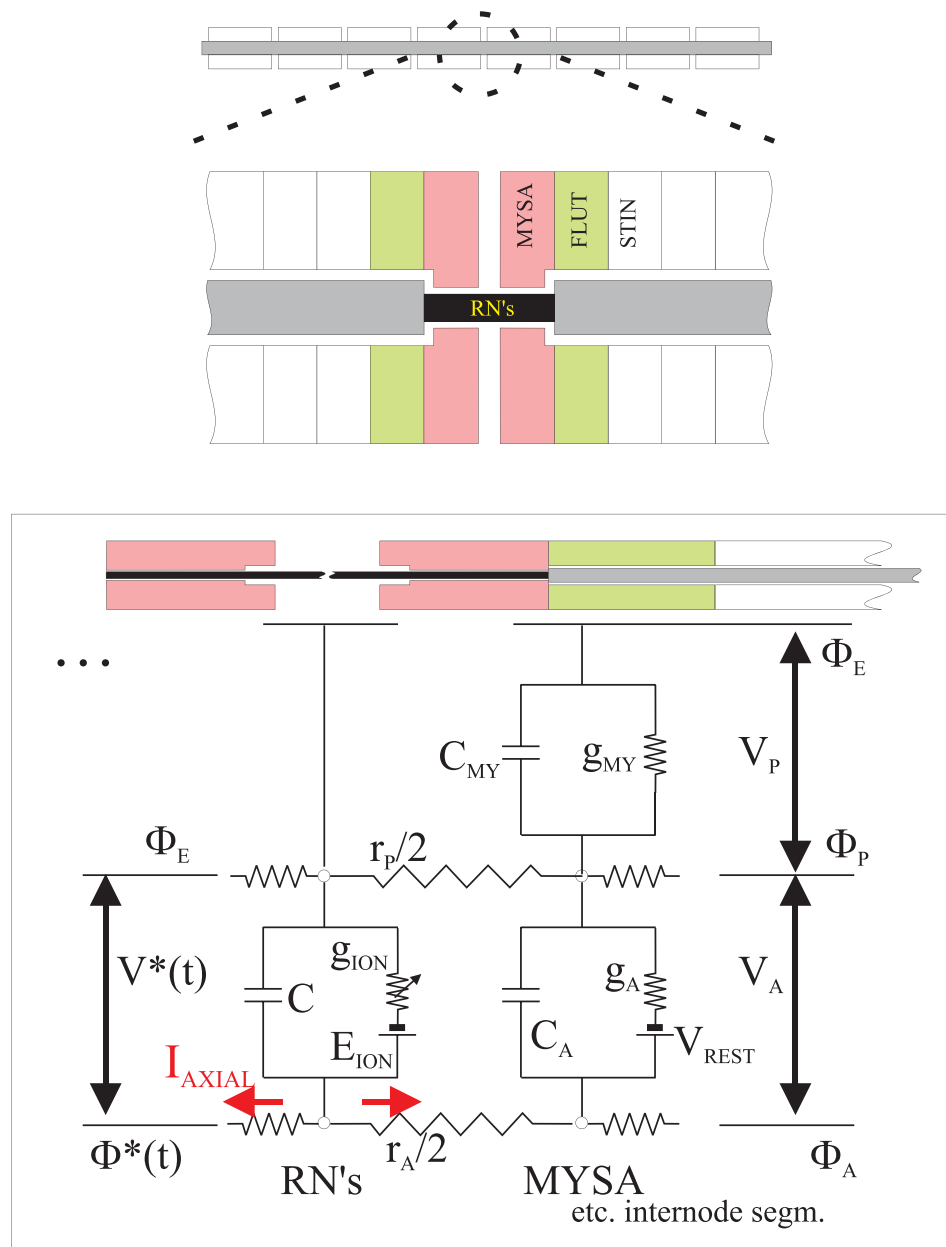 MYSA
FLUT
STIN
RN's
...
Φ_E
C_MY
g_MY
V_P
Φ_E
r_P/2
Φ_P
V*(t)
g_ION
C
E_ION
g_A
C_A
V_REST
V_A
I_AXIAL
Φ*(t)
r_A/2
Φ_A
RN's
MYSA
etc. internode segm.